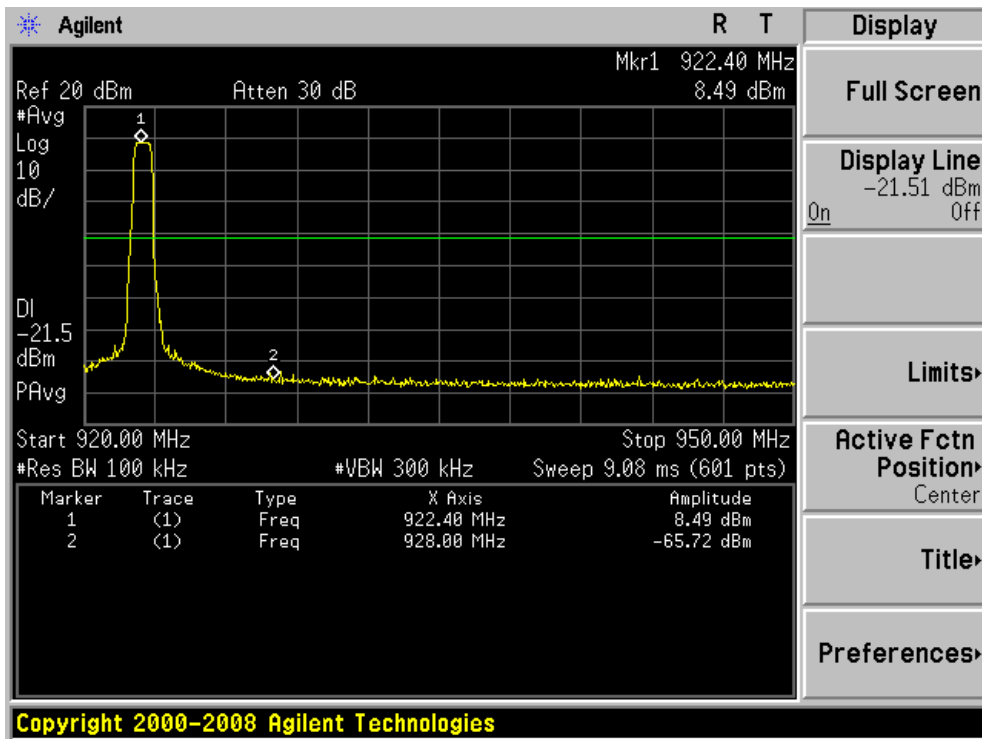 Agilent R T
Mkr1 922.40 MHz
Ref 20 dBm Atten 30 dB 8.49 dBm
#Avg
Log
10
dB/
1
DI
-21.5
dBm
PAvg
2
Start 920.00 MHz Stop 950.00 MHz
#Res BW 100 kHz #VBW 300 kHz Sweep 9.08 ms (601 pts)
Marker Trace Type X Axis Amplitude
1 (1) Freq 922.40 MHz 8.49 dBm
2 (1) Freq 928.00 MHz -65.72 dBm
Display
Full Screen
Display Line
-21.51 dBm
On Off
Limits
Active Fctn
Position
Center
Title
Preferences
Copyright 2000-2008 Agilent Technologies